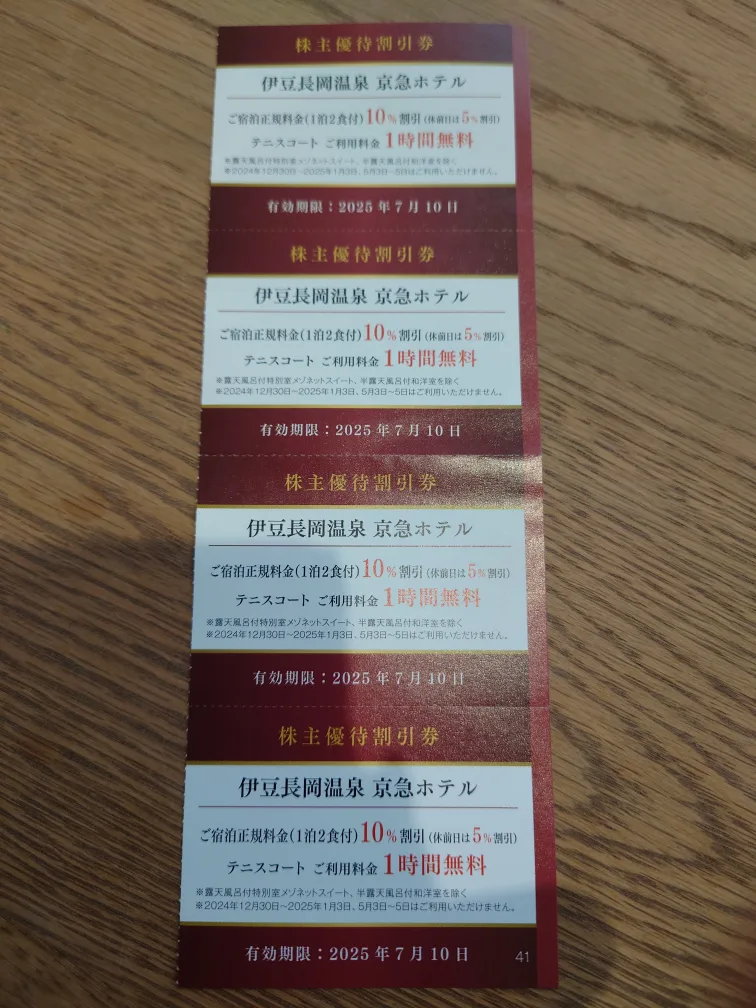 株主優待割引券
伊豆長岡温泉 京急ホテル
ご宿泊正規料金(1泊2食付)10%割引(休前日は5%割引)
テニスコート ご利用料金 1時間無料
※露天風呂付特別室メゾネットスイート、半露天風呂付和洋室を除く
※2024年12月30日〜2025年1月3日、5月3日〜5日はご利用いただけません。
有効期限：2025年7月10日
株主優待割引券
伊豆長岡温泉 京急ホテル
ご宿泊正規料金(1泊2食付)10%割引(休前日は5%割引)
テニスコート ご利用料金 1時間無料
※露天風呂付特別室メゾネットスイート、半露天風呂付和洋室を除く
※2024年12月30日〜2025年1月3日、5月3日〜5日はご利用いただけません。
有効期限：2025年7月10日
株主優待割引券
伊豆長岡温泉 京急ホテル
ご宿泊正規料金(1泊2食付)10%割引(休前日は5%割引)
テニスコート ご利用料金 1時間無料
※露天風呂付特別室メゾネットスイート、半露天風呂付和洋室を除く
※2024年12月30日〜2025年1月3日、5月3日〜5日はご利用いただけません。
有効期限：2025年7月10日
株主優待割引券
伊豆長岡温泉 京急ホテル
ご宿泊正規料金(1泊2食付)10%割引(休前日は5%割引)
テニスコート ご利用料金 1時間無料
※露天風呂付特別室メゾネットスイート、半露天風呂付和洋室を除く
※2024年12月30日〜2025年1月3日、5月3日〜5日はご利用いただけません。
有効期限：2025年7月10日
41